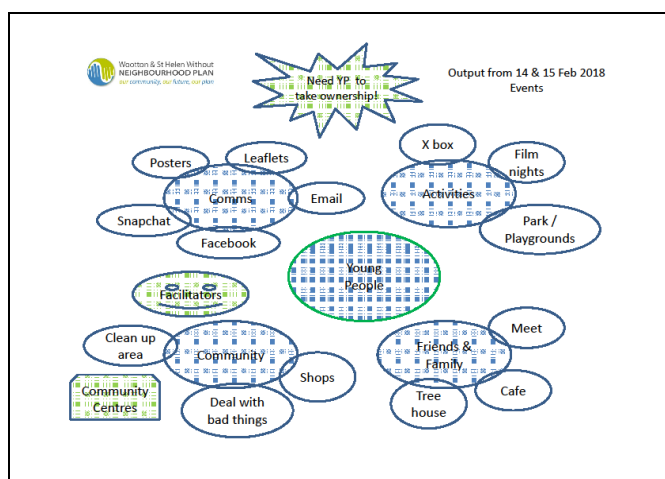 Wootton & St Helen Without
NEIGHBOURHOOD PLAN
our community, our future, our plan
Need YP to
take ownership!
Output from 14 & 15 Feb 2018
Events
Posters
Leaflets
Comms
Email
Snapchat
Facebook
X box
Film
nights
Activities
Park /
Playgrounds
Young
People
Facilitators
Clean up
area
Community
Shops
Community
Centres
Deal with
bad things
Friends &
Family
Meet
Tree
house
Cafe